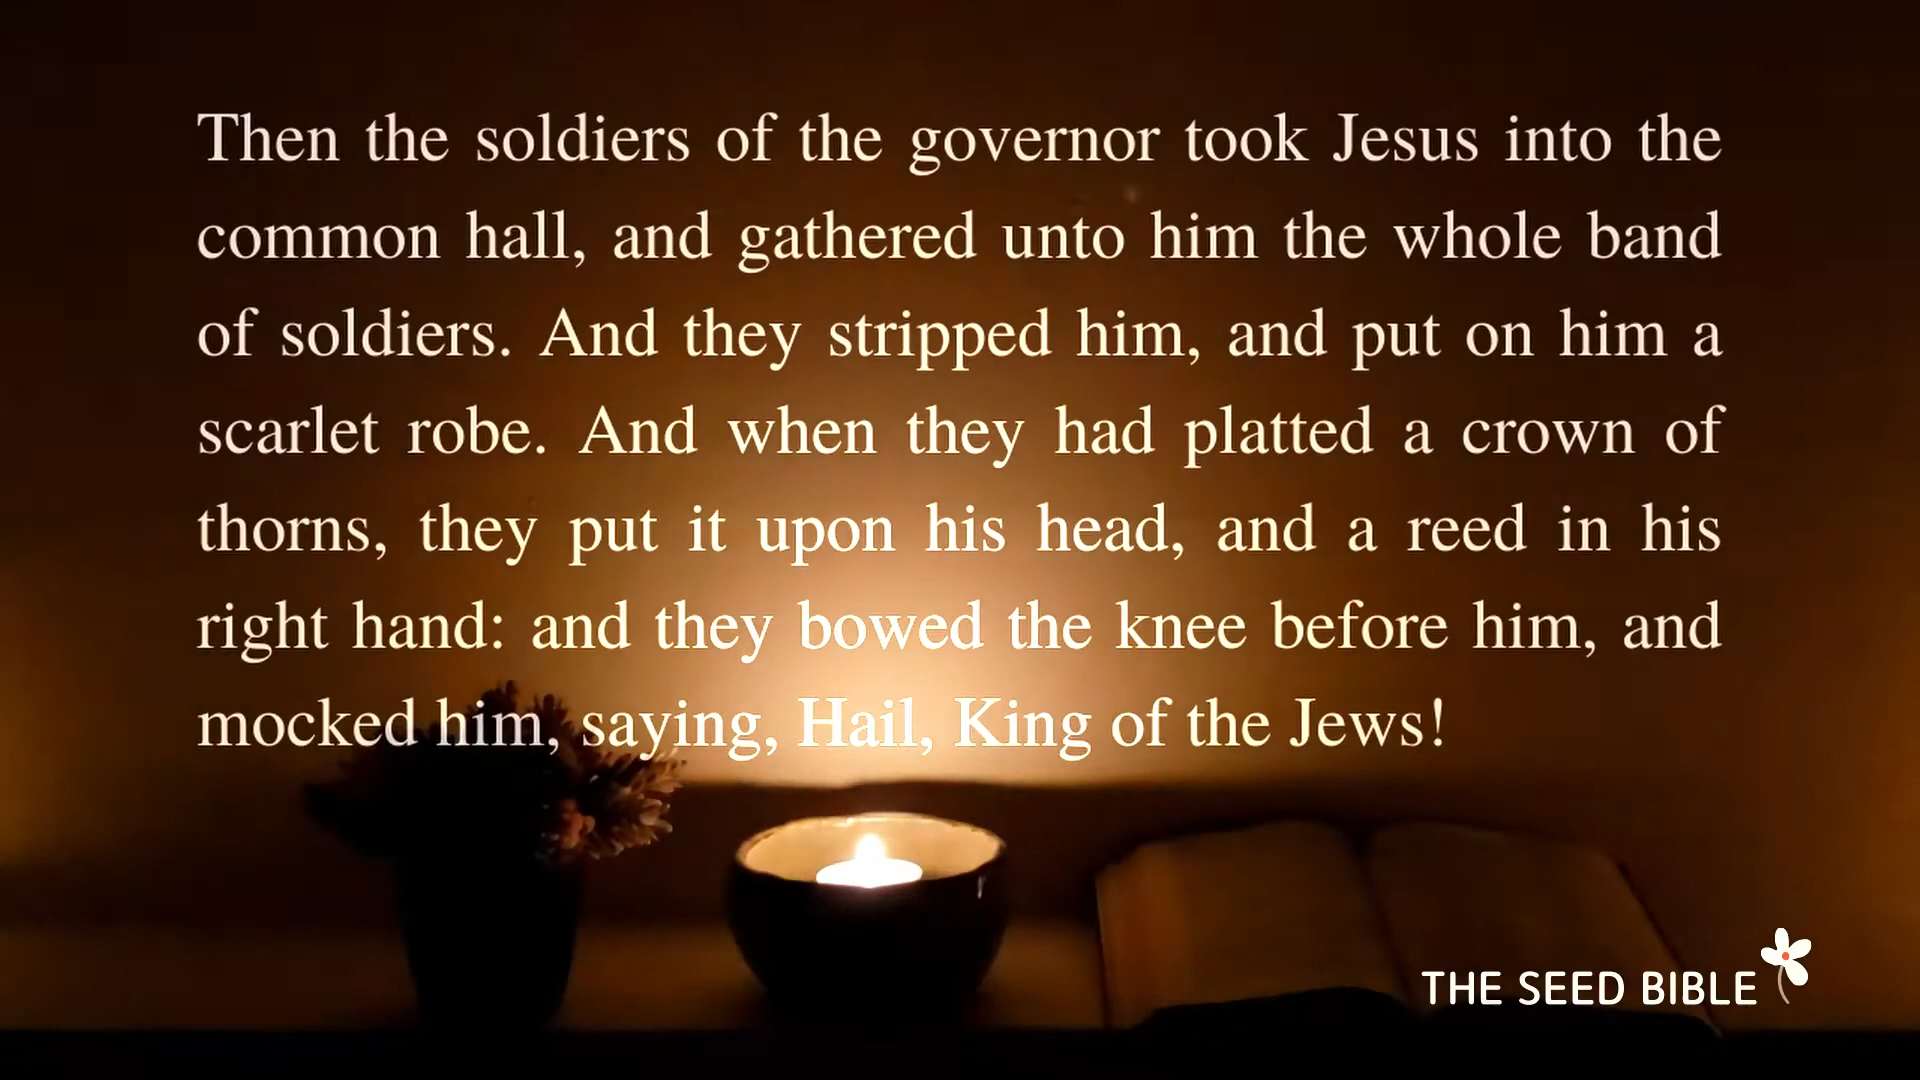 Then the soldiers of the governor took Jesus into the
common hall, and gathered unto him the whole band
of soldiers. And they stripped him, and put on him a
scarlet robe. And when they had platted a crown of
thorns, they put it upon his head, and a reed in his
right hand: and they bowed the knee before him, and
mocked him, saying, Hail, King of the Jews!
THE SEED BIBLE